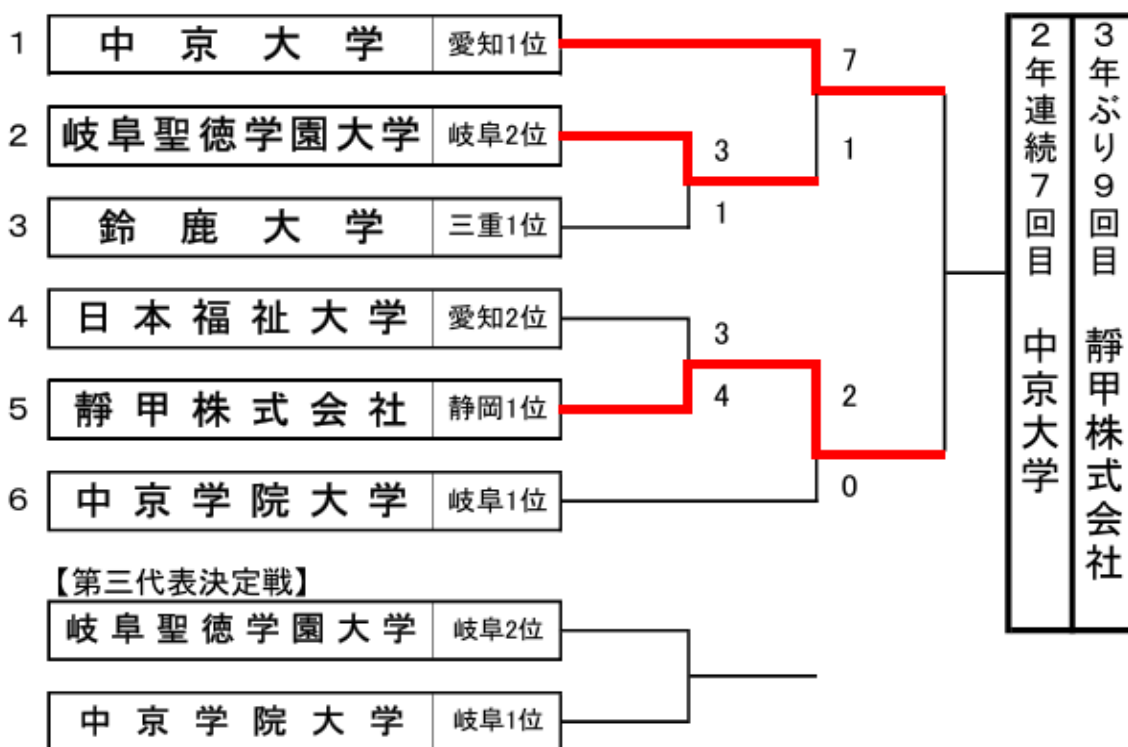 1 中京大学 愛知1位
7
2 岐阜聖徳学園大学 岐阜2位
3
1
1
3 鈴鹿大学 三重1位
4 日本福祉大学 愛知2位
3
5 靜甲株式会社 静岡1位
4
2
0
6 中京学院大学 岐阜1位
3年ぶり9回目 靜甲株式会社
2年連続7回目 中京大学
【第三代表決定戦】
岐阜聖徳学園大学 岐阜2位
中京学院大学 岐阜1位